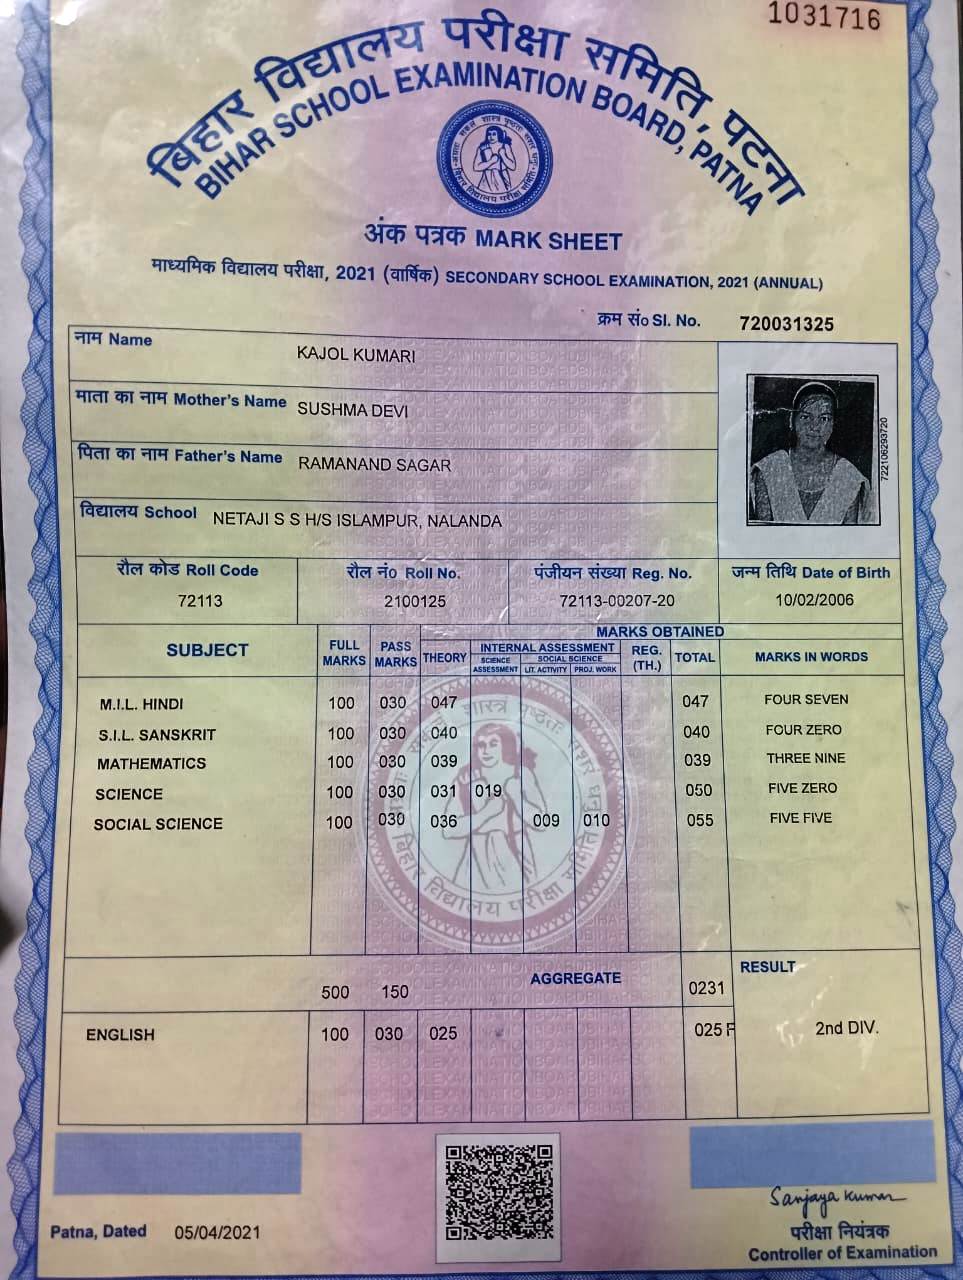 1031716
बिहार विद्यालय परीक्षा समिति, पटना
BIHAR SCHOOL EXAMINATION BOARD, PATNA
अंक पत्रक MARK SHEET
माध्यमिक विद्यालय परीक्षा, 2021 (वार्षिक) SECONDARY SCHOOL EXAMINATION, 2021 (ANNUAL)
क्रम सं० Sl. No. 720031325
नाम Name KAJOL KUMARI
माता का नाम Mother's Name SUSHMA DEVI
पिता का नाम Father's Name RAMANAND SAGAR
722106293720
विद्यालय School NETAJI S S H/S ISLAMPUR, NALANDA
रौल कोड Roll Code रौल नं० Roll No. पंजीयन संख्या Reg. No. जन्म तिथि Date of Birth
72113 2100125 72113-00207-20 10/02/2006
SUBJECT FULL MARKS PASS MARKS MARKS OBTAINED
THEORY INTERNAL ASSESSMENT REG. (TH.) TOTAL MARKS IN WORDS
SCIENCE ASSESSMENT SOCIAL SCIENCE
LIT. ACTIVITY PROJ. WORK
M.I.L. HINDI 100 030 047 047 FOUR SEVEN
S.I.L. SANSKRIT 100 030 040 040 FOUR ZERO
MATHEMATICS 100 030 039 039 THREE NINE
SCIENCE 100 030 031 019 050 FIVE ZERO
SOCIAL SCIENCE 100 030 036 009 010 055 FIVE FIVE
बिहार विद्यालय परीक्षा समिति
500 150 AGGREGATE 0231 RESULT
ENGLISH 100 030 025 025 F 2nd DIV.
Sanjaya Kumar
Patna, Dated 05/04/2021 परीक्षा नियंत्रक
Controller of Examination